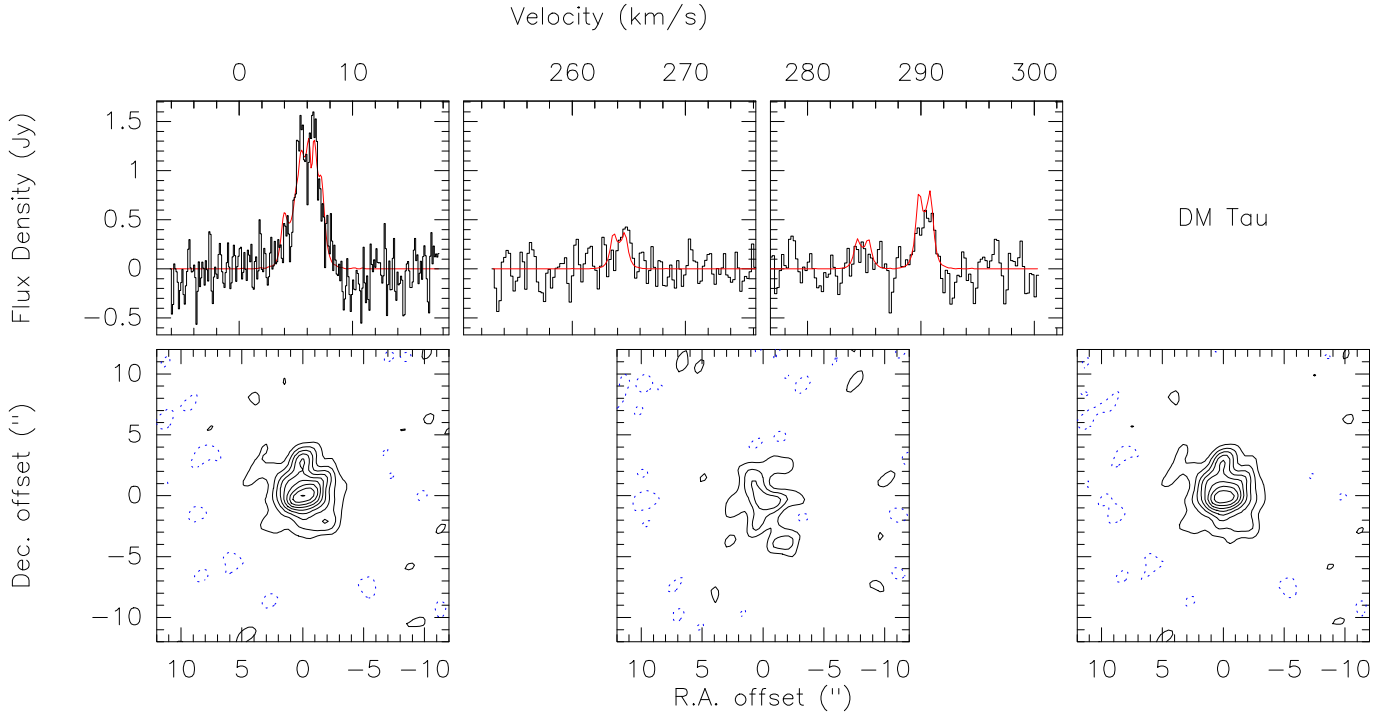 Velocity (km/s)
0 10 260 270 280 290 300
Flux Density (Jy)
1.5
1
0.5
0
−0.5
DM Tau
Dec. offset (")
10
5
0
−5
−10
10 5 0 −5 −10 10 5 0 −5 −10 10 5 0 −5 −10
R.A. offset (")